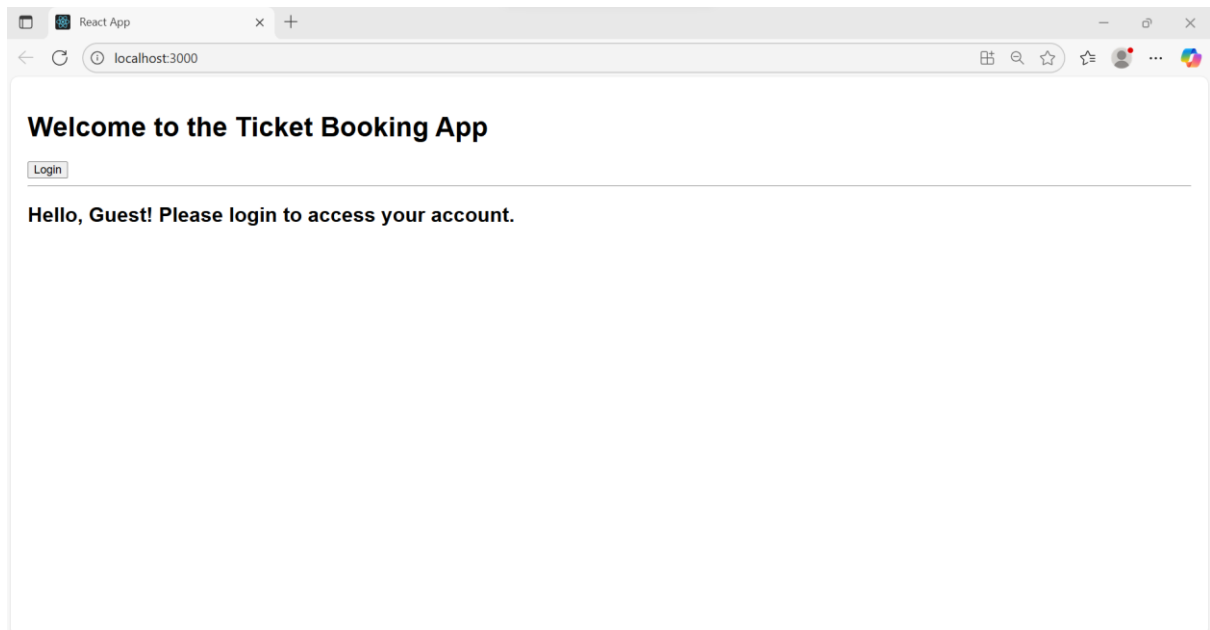 React App
localhost:3000
Welcome to the Ticket Booking App
Login
Hello, Guest! Please login to access your account.